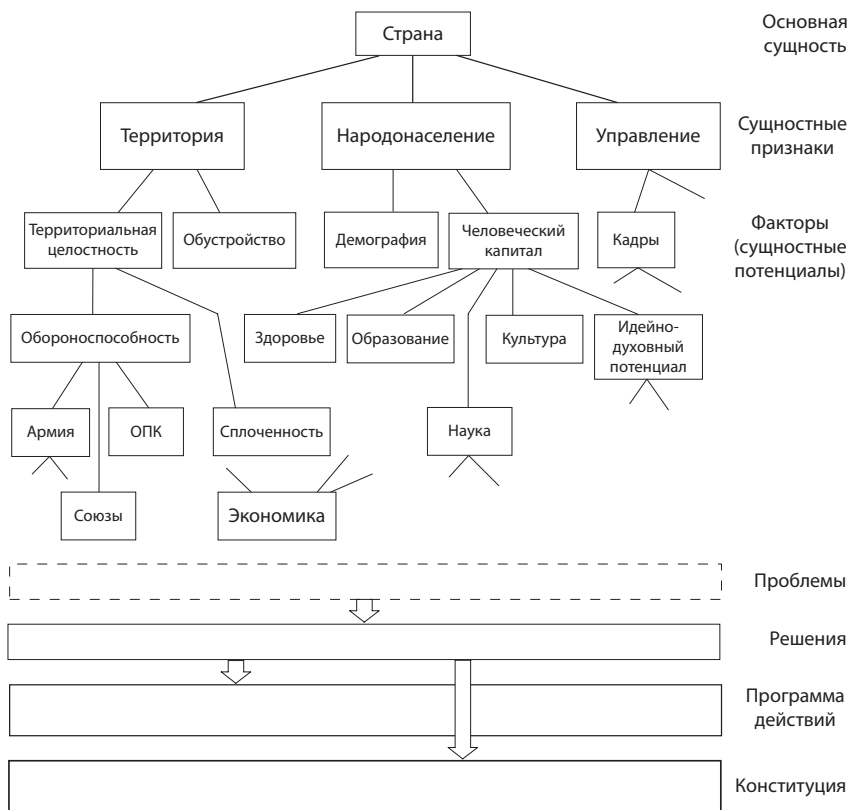 Страна
Основная
сущность
Территория
Народонаселение
Управление
Сущностные
признаки
Территориальная
целостность
Обустройство
Демография
Человеческий
капитал
Кадры
Факторы
(сущностные
потенциалы)
Обороноспособность
Здоровье
Образование
Культура
Идейно-
духовный
потенциал
Армия
ОПК
Сплоченность
Наука
Союзы
Экономика
Проблемы
Решения
Программа
действий
Конституция